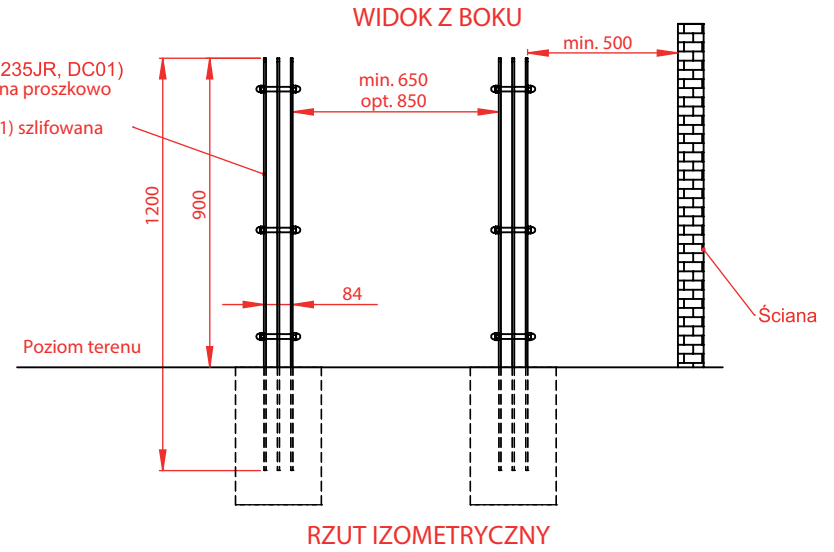 WIDOK Z BOKU
min. 500
235JR, DC01)
na proszkowo
min. 650
opt. 850
1) szlifowana
1200
900
84
Ściana
Poziom terenu
RZUT IZOMETRYCZNY